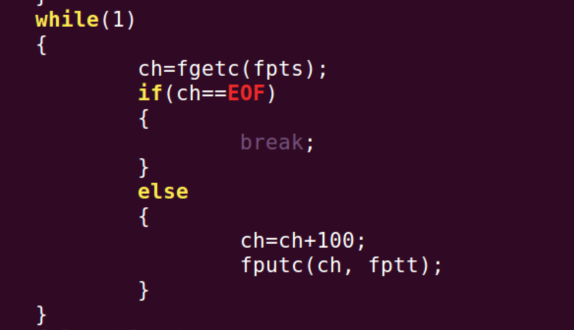 }
while(1)
{
ch=fgetc(fpts);
if(ch==EOF)
{
break;
}
else
{
ch=ch+100;
fputc(ch, fptt);
}
}